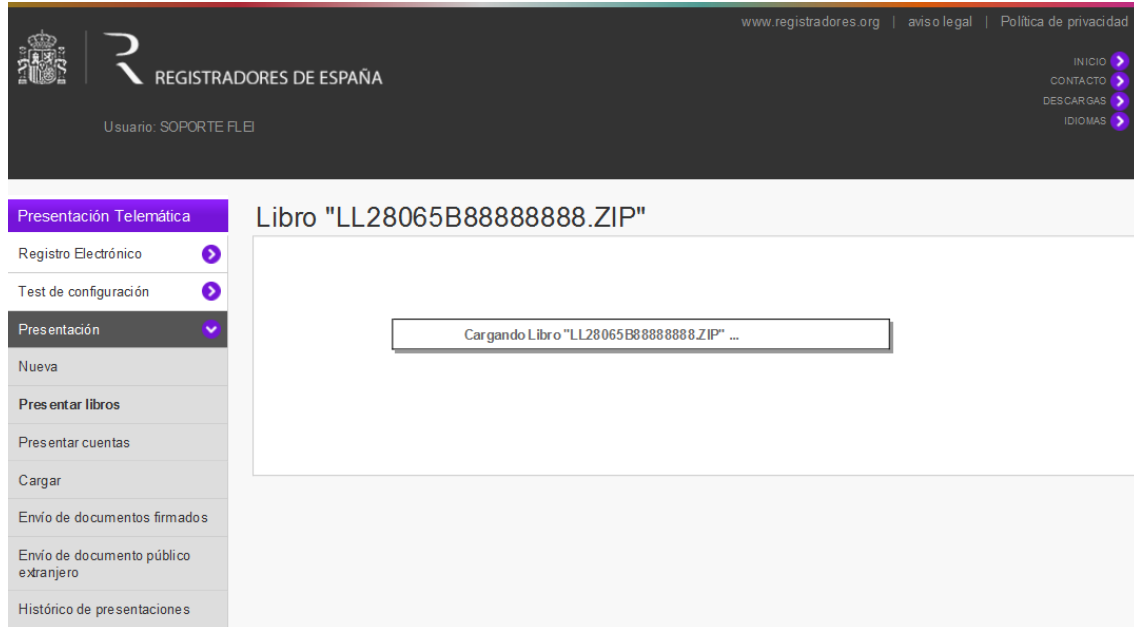 www.registradores.org | aviso legal | Política de privacidad
REGISTRADORES DE ESPAÑA
INICIO
CONTACTO
DESCARGAS
IDIOMAS
Usuario: SOPORTE FLEI
Presentación Telemática
Registro Electrónico
Test de configuración
Presentación
Nueva
Presentar libros
Presentar cuentas
Cargar
Envío de documentos firmados
Envío de documento público
extranjero
Histórico de presentaciones
Libro "LL28065B88888888.ZIP"
Cargando Libro "LL28065B88888888.ZIP" ...